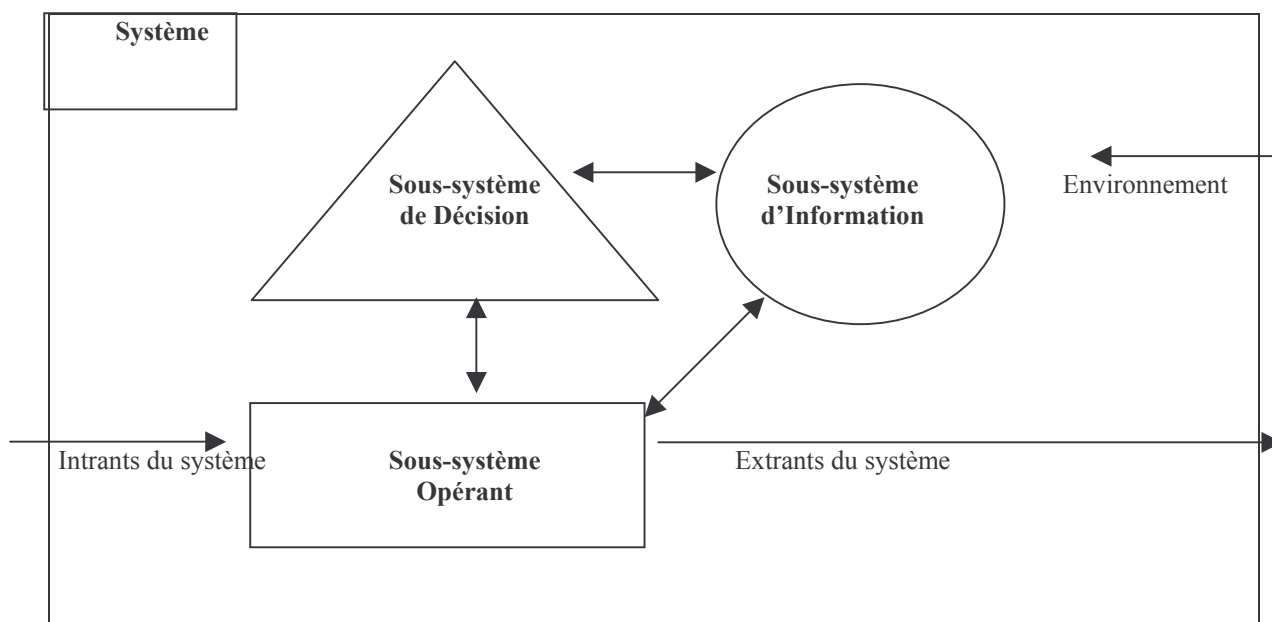 Système
Sous-système
de Décision
Sous-système
d’Information
Environnement
Intrants du système
Sous-système
Opérant
Extrants du système